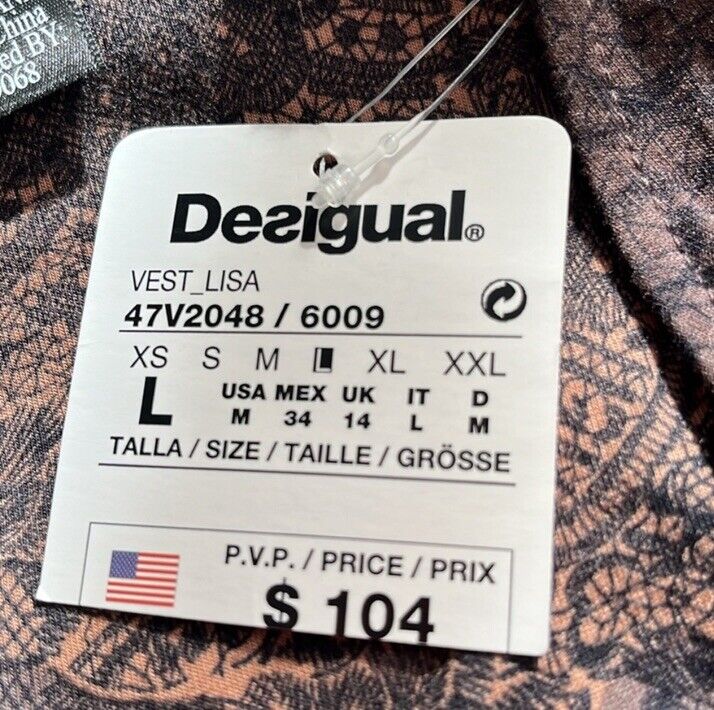 hina
ed BY
068
Desigual®
VEST_LISA
47V2048 / 6009
XS S M L XL XXL
L
USA MEX UK IT D
M 34 14 L M
TALLA / SIZE / TAILLE / GRÖSSE
P.V.P. / PRICE / PRIX
$ 104